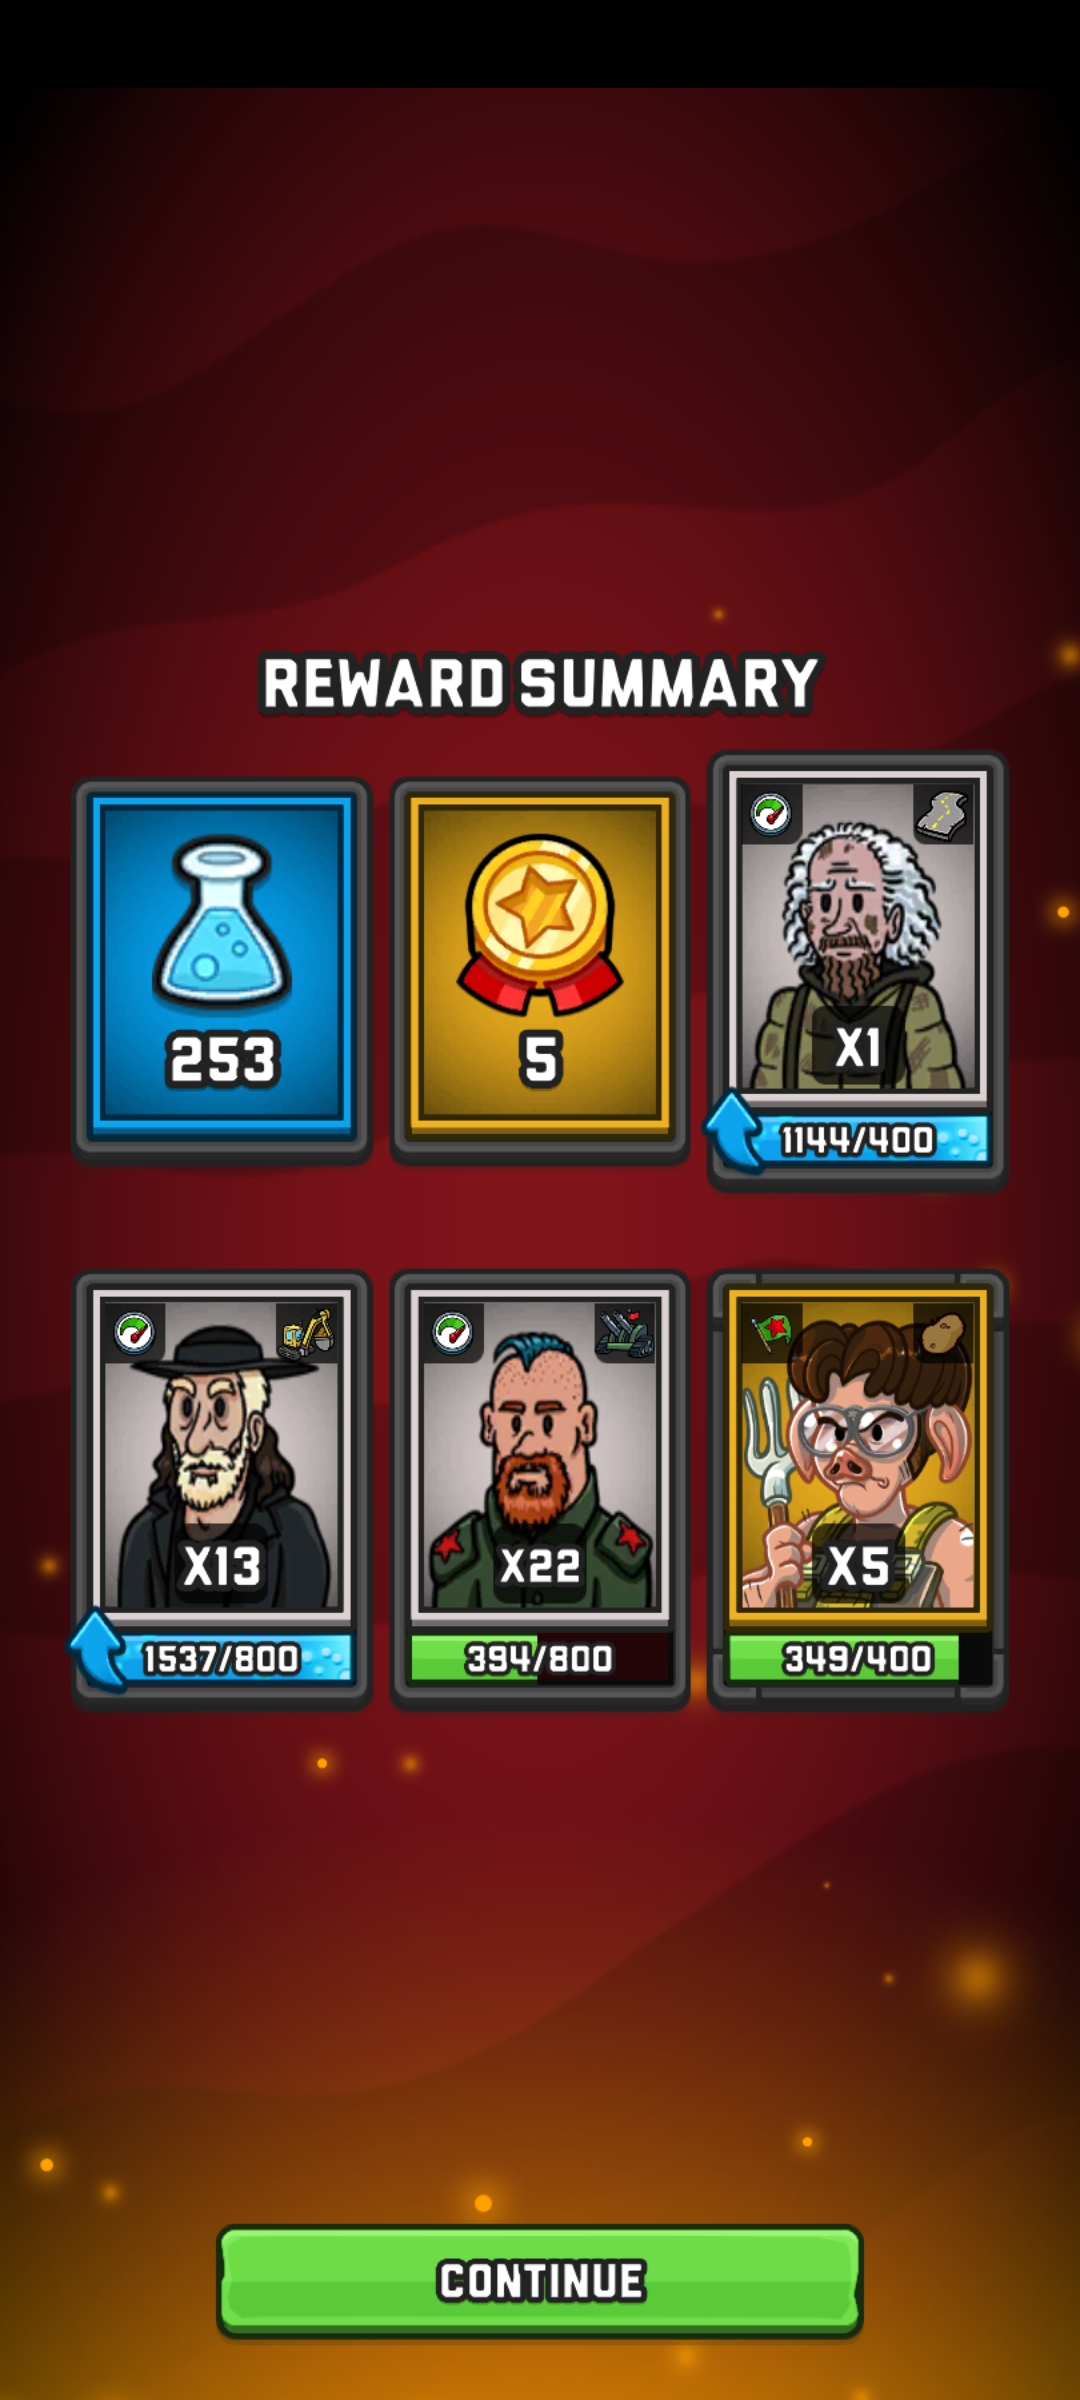 REWARD SUMMARY
253
5
X1
1144/400
X13
1537/800
X22
394/800
X5
349/400
CONTINUE